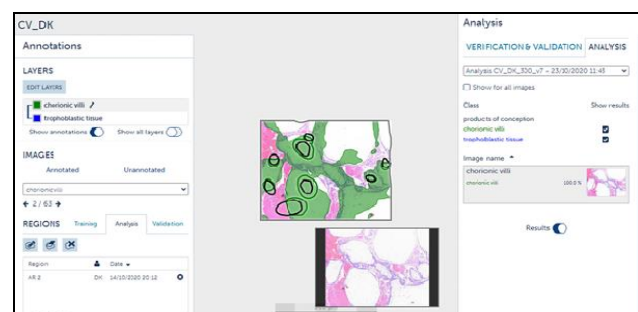 CV_DK
Annotations
LAYERS
EDIT LAYERS
chorionic villi
trophoblastic tissue
Show annotations
Show all layers
IMAGES
Annotated
Unannotated
2 / 63
REGIONS
Training
Analysis
Validation
Region
Date
AR 2
DK
14/10/2020 20:12
Analysis
VERIFICATION & VALIDATION
ANALYSIS
Analysis CV_DK_300_v7 - 23/10/2020 11:43
Show for all images
Class
Show results
products of conception
chorionic villi
trophoblastic tissue
Image name
chorionic villi
chorionic villi
100.0 %
Results